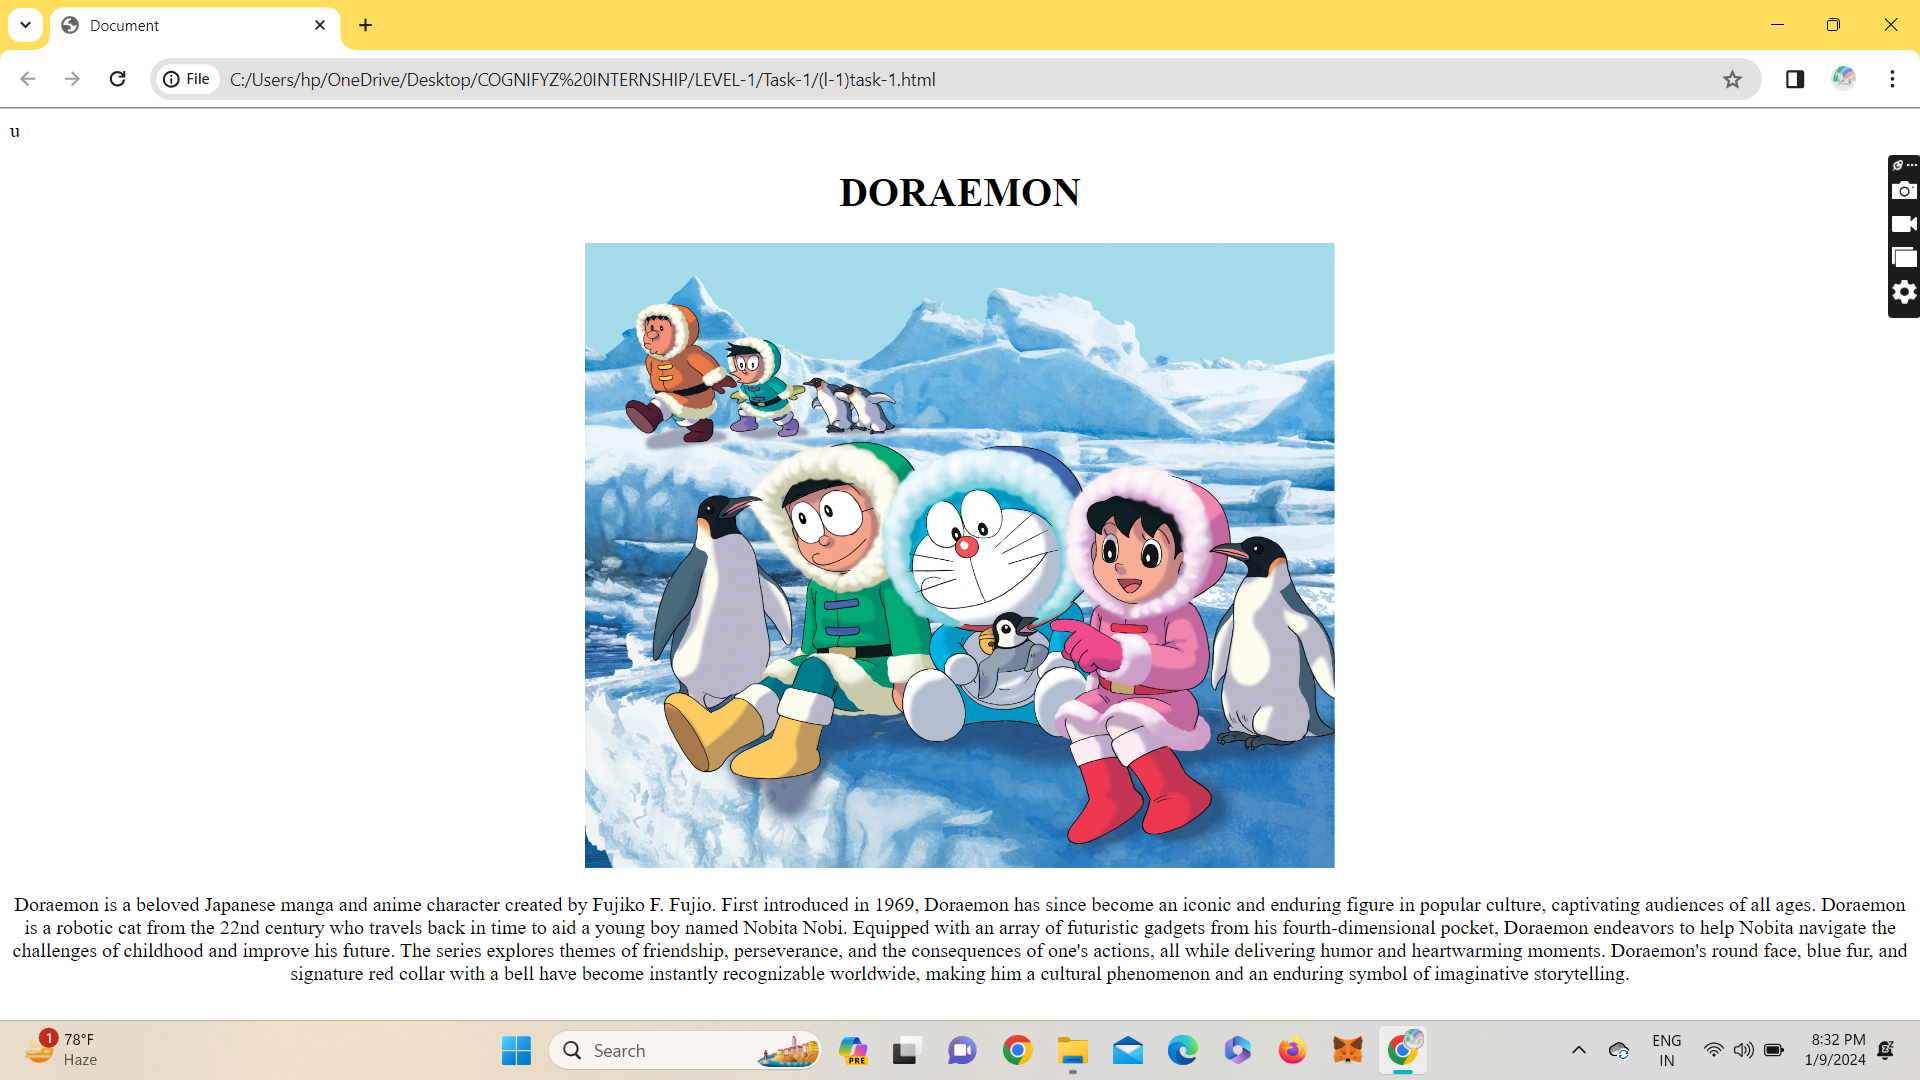 Document
File
C:/Users/hp/OneDrive/Desktop/COGNIFYZ%20INTERNSHIP/LEVEL-1/Task-1/(l-1)task-1.html
u
DORAEMON
Doraemon is a beloved Japanese manga and anime character created by Fujiko F. Fujio. First introduced in 1969, Doraemon has since become an iconic and enduring figure in popular culture, captivating audiences of all ages. Doraemon
is a robotic cat from the 22nd century who travels back in time to aid a young boy named Nobita Nobi. Equipped with an array of futuristic gadgets from his fourth-dimensional pocket, Doraemon endeavors to help Nobita navigate the
challenges of childhood and improve his future. The series explores themes of friendship, perseverance, and the consequences of one's actions, all while delivering humor and heartwarming moments. Doraemon's round face, blue fur, and
signature red collar with a bell have become instantly recognizable worldwide, making him a cultural phenomenon and an enduring symbol of imaginative storytelling.
1
78°F
Haze
Search
PRE
ENG
IN
8:32 PM
1/9/2024